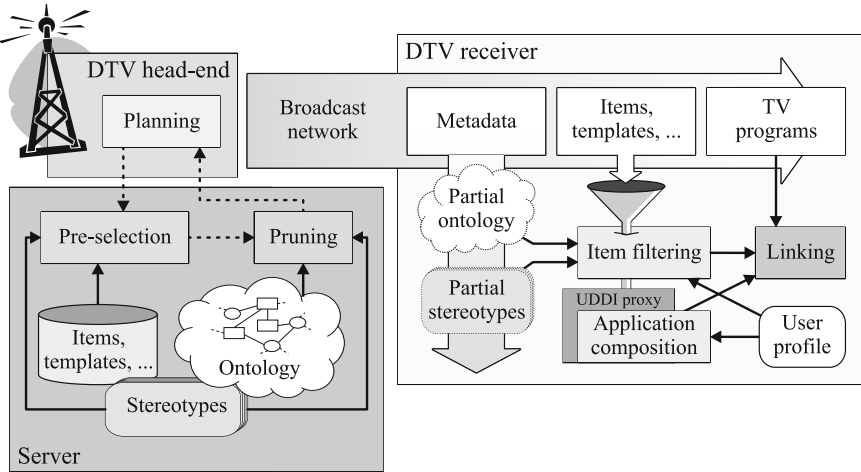 DTV head-end
Planning
DTV receiver
Broadcast
network
Metadata
Items,
templates, ...
TV
programs
Partial
ontology
Pre-selection
Pruning
Item filtering
Linking
Partial
stereotypes
UDDI proxy
Application
composition
User
profile
Items,
templates, ...
Ontology
Stereotypes
Server